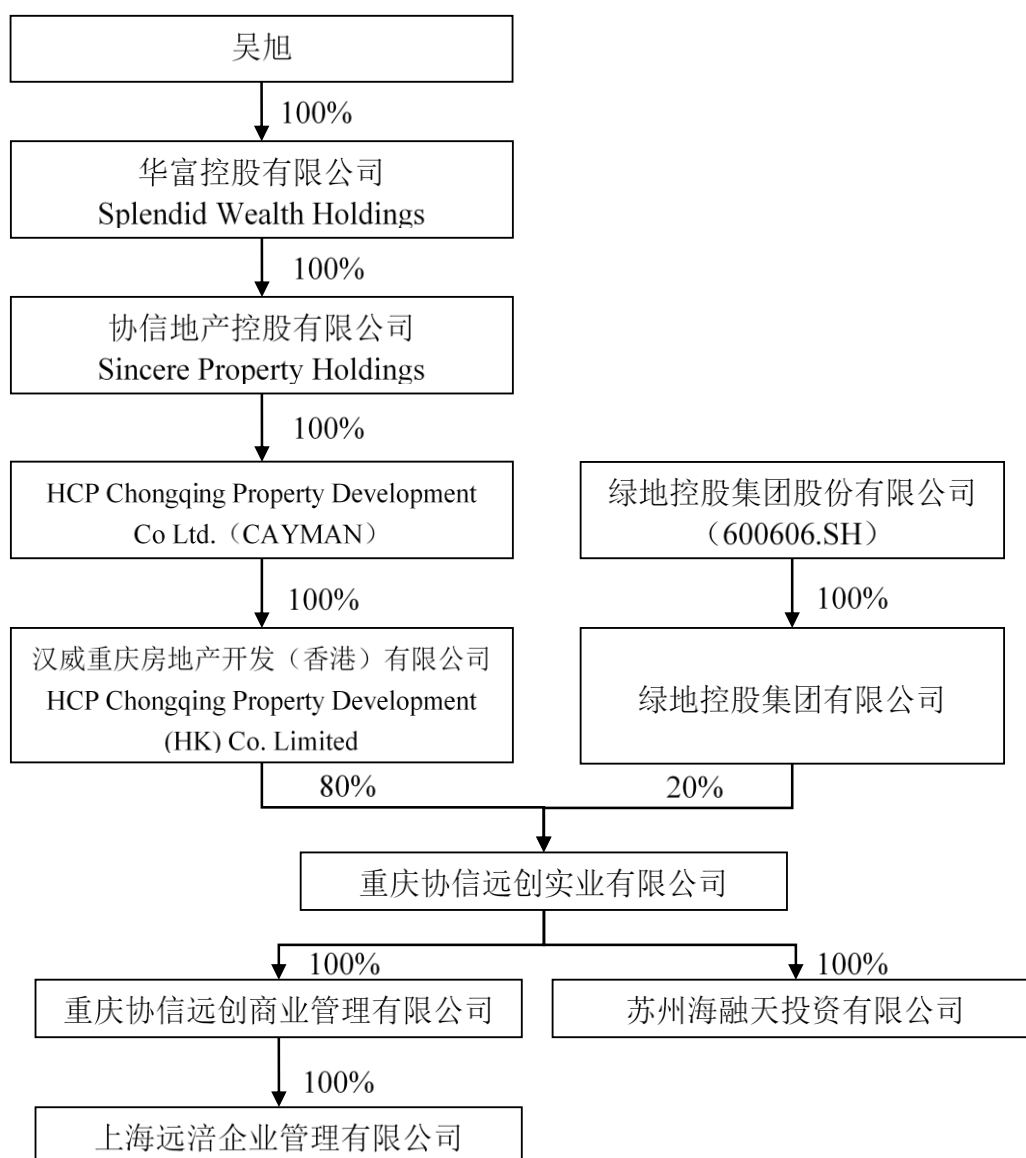 吴旭
100%
华富控股有限公司
Splendid Wealth Holdings
100%
协信地产控股有限公司
Sincere Property Holdings
100%
HCP Chongqing Property Development
Co Ltd.（CAYMAN）
绿地控股集团股份有限公司
（600606.SH）
100%
100%
汉威重庆房地产开发（香港）有限公司
HCP Chongqing Property Development
(HK) Co. Limited
绿地控股集团有限公司
80%
20%
重庆协信远创实业有限公司
100%
100%
重庆协信远创商业管理有限公司
苏州海融天投资有限公司
100%
上海远涪企业管理有限公司